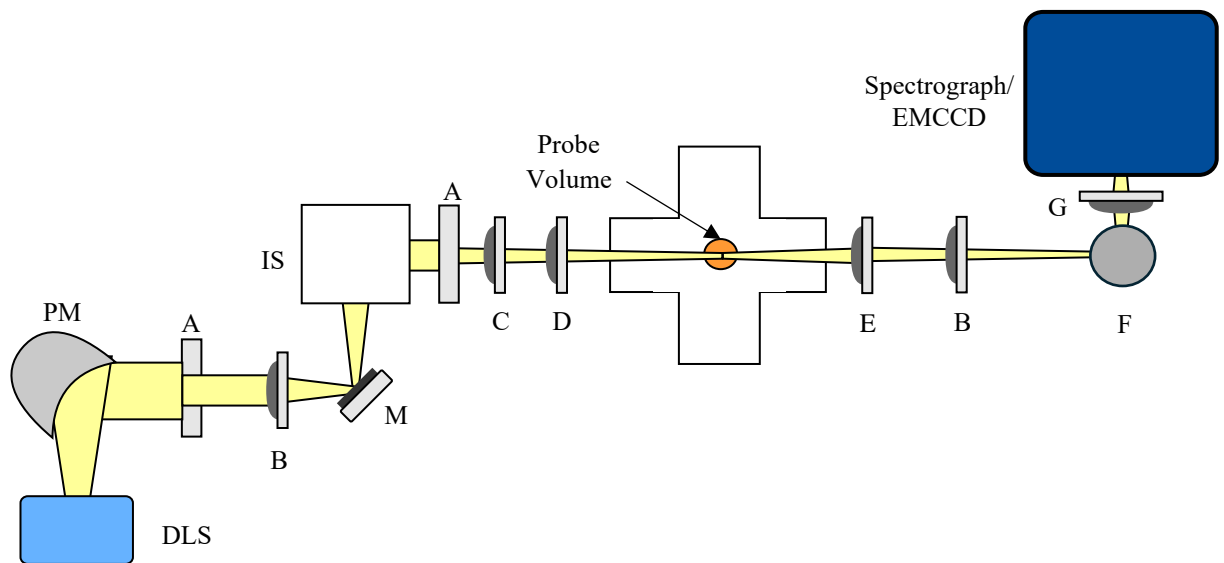 Spectrograph/
EMCCD
Probe
Volume
A
G
IS
PM
A
C
D
E
B
F
M
B
DLS